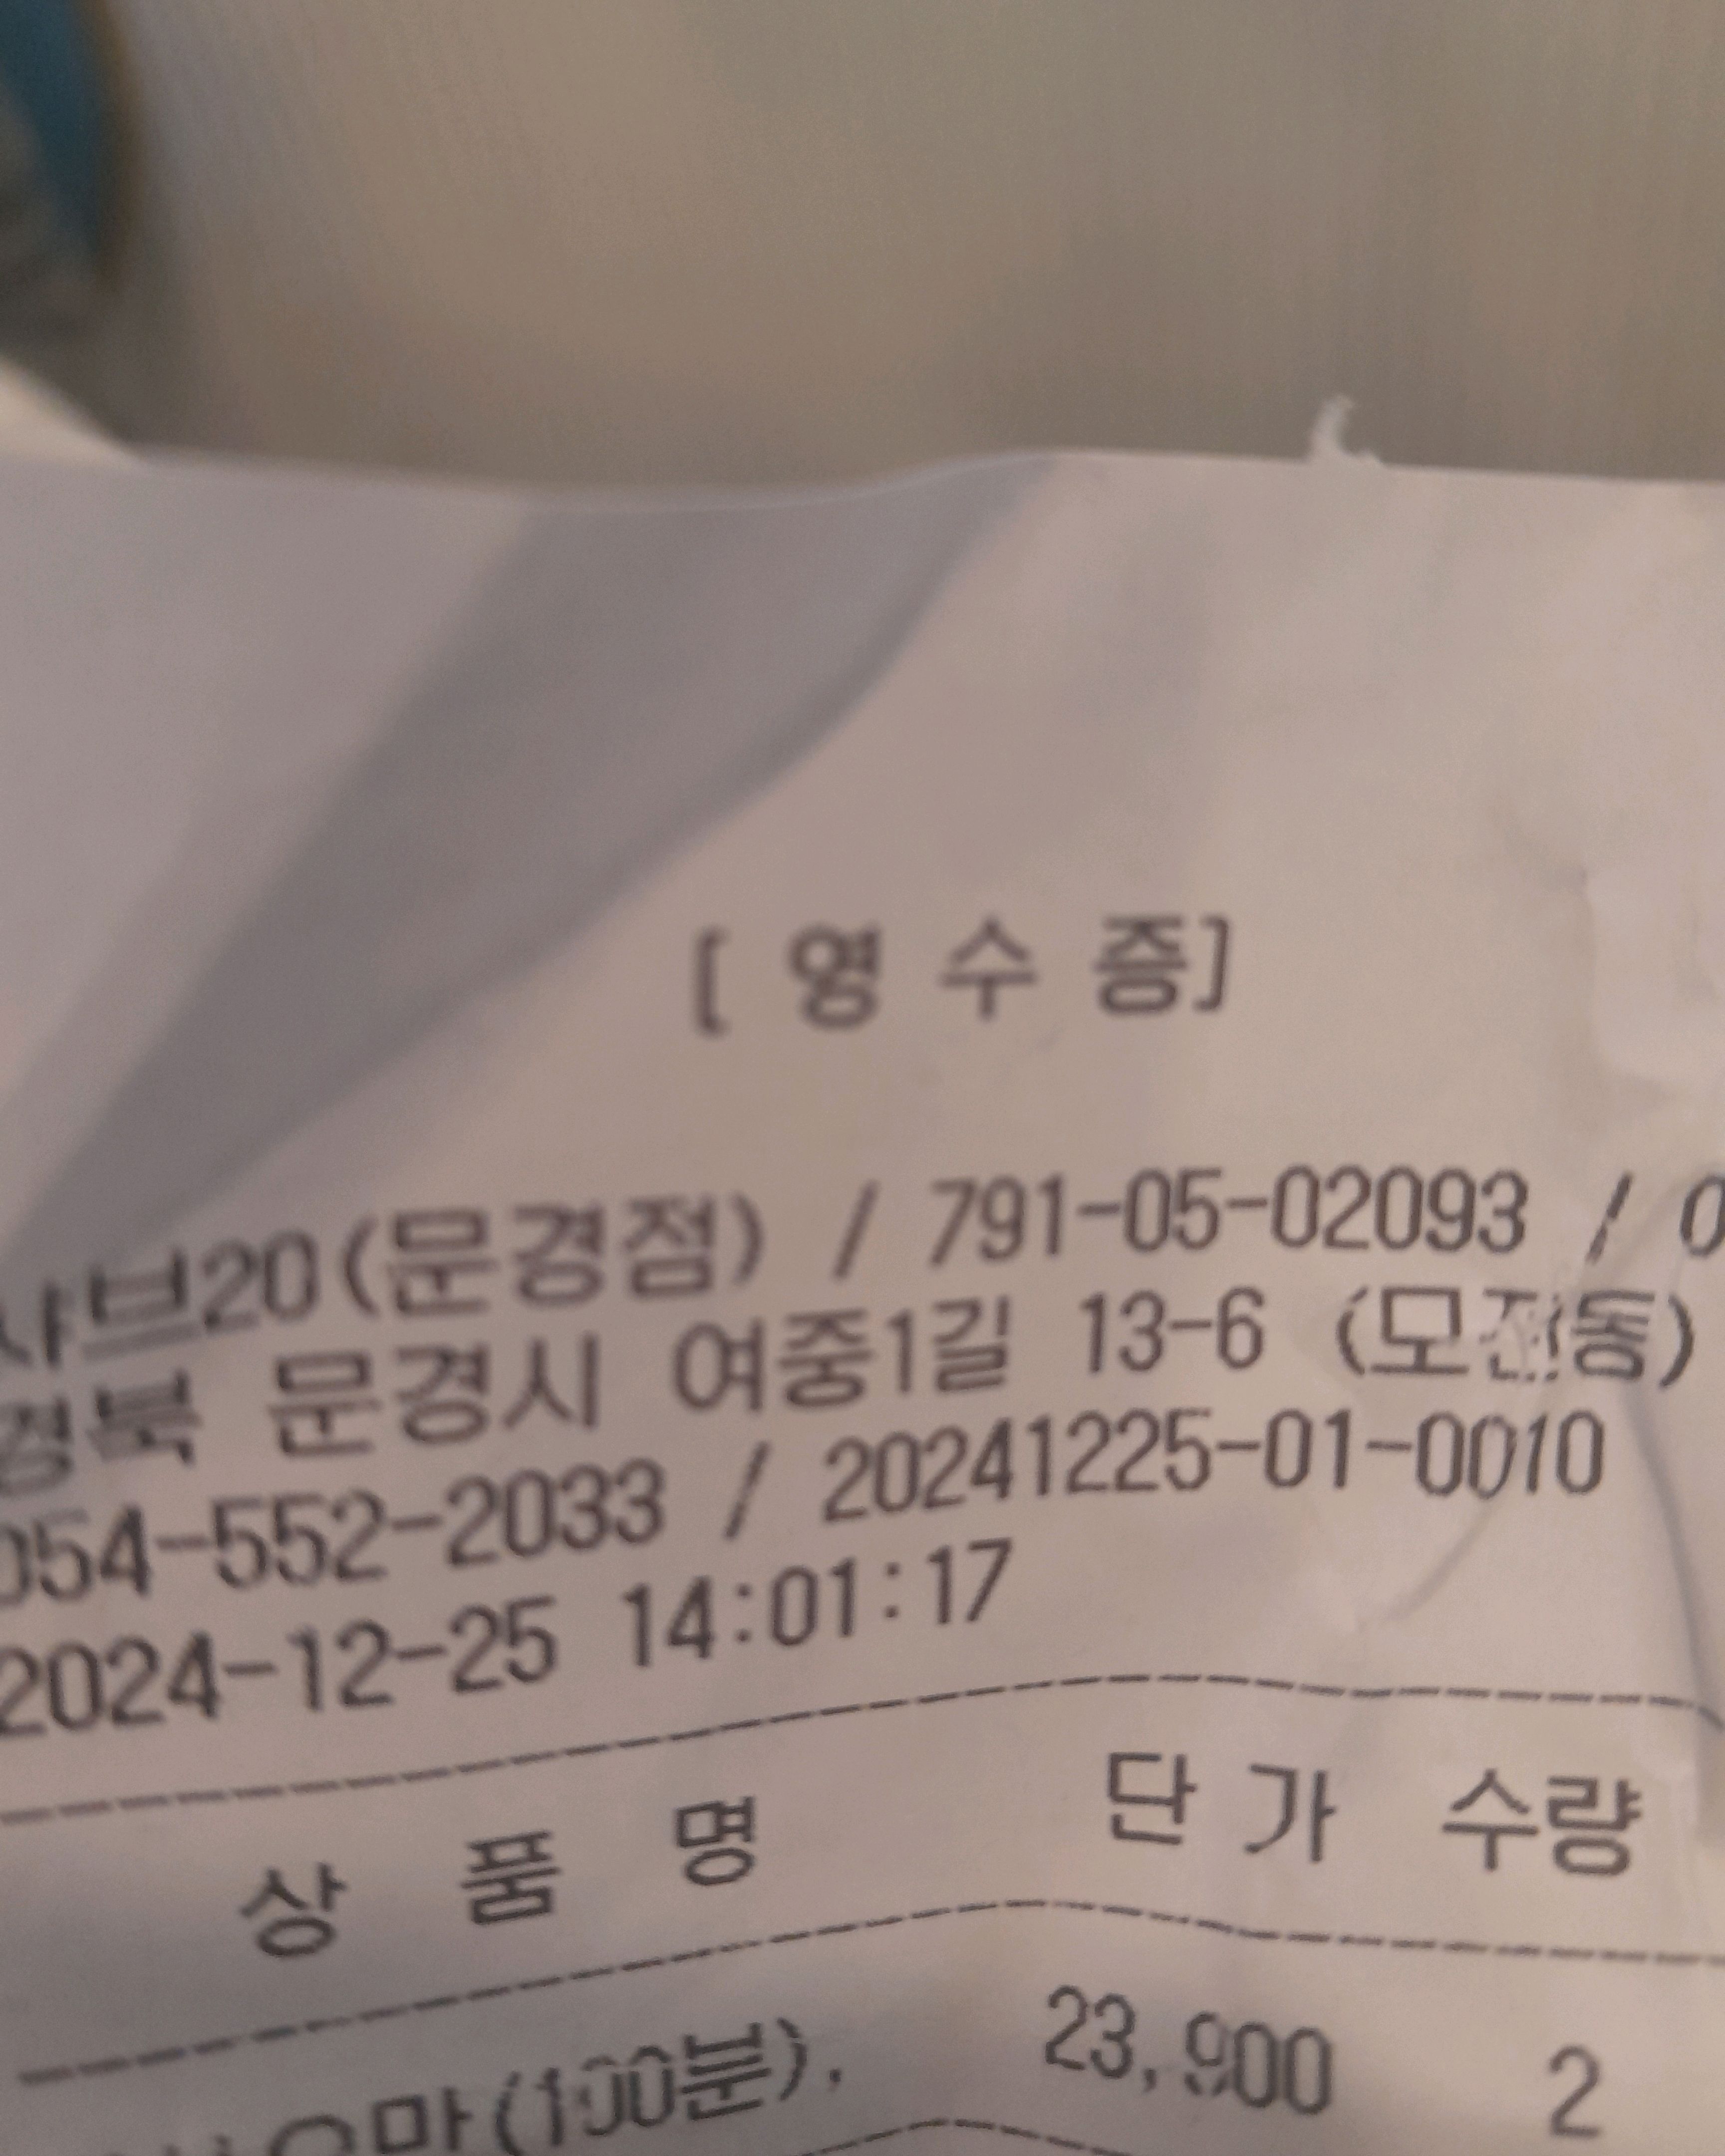 [ 영 수 증]
샤브20(문경점) / 791-05-02093 / 0
경북 문경시 여중1길 13-6 (모전동)
054-552-2033 / 20241225-01-0010
2024-12-25 14:01:17
상 품 명 단 가 수량
(100분), 23,900 2